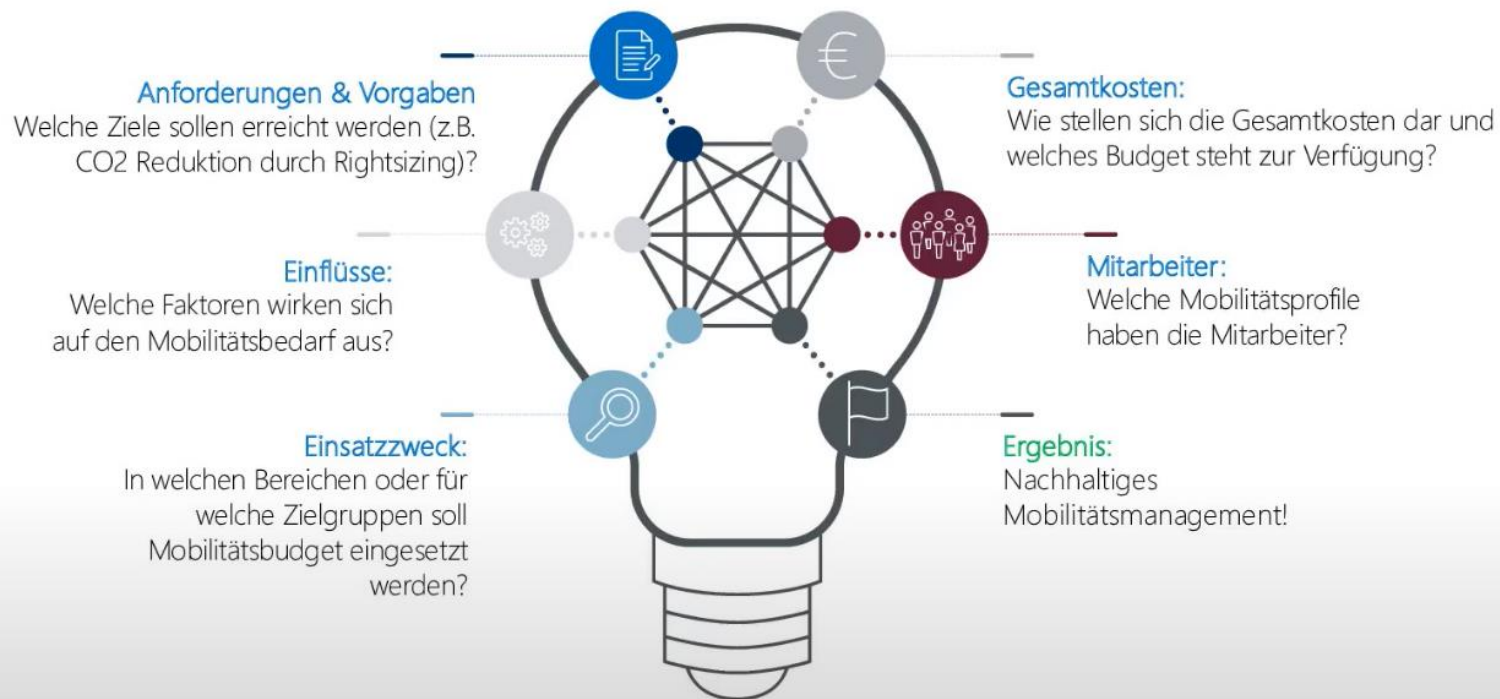 Anforderungen & Vorgaben
Welche Ziele sollen erreicht werden (z.B.
CO2 Reduktion durch Rightsizing)?
Einflüsse:
Welche Faktoren wirken sich
auf den Mobilitätsbedarf aus?
Einsatzzweck:
In welchen Bereichen oder für
welche Zielgruppen soll
Mobilitätsbudget eingesetzt
werden?
€
Gesamtkosten:
Wie stellen sich die Gesamtkosten dar und
welches Budget steht zur Verfügung?
Mitarbeiter:
Welche Mobilitätsprofile
haben die Mitarbeiter?
Ergebnis:
Nachhaltiges
Mobilitätsmanagement!